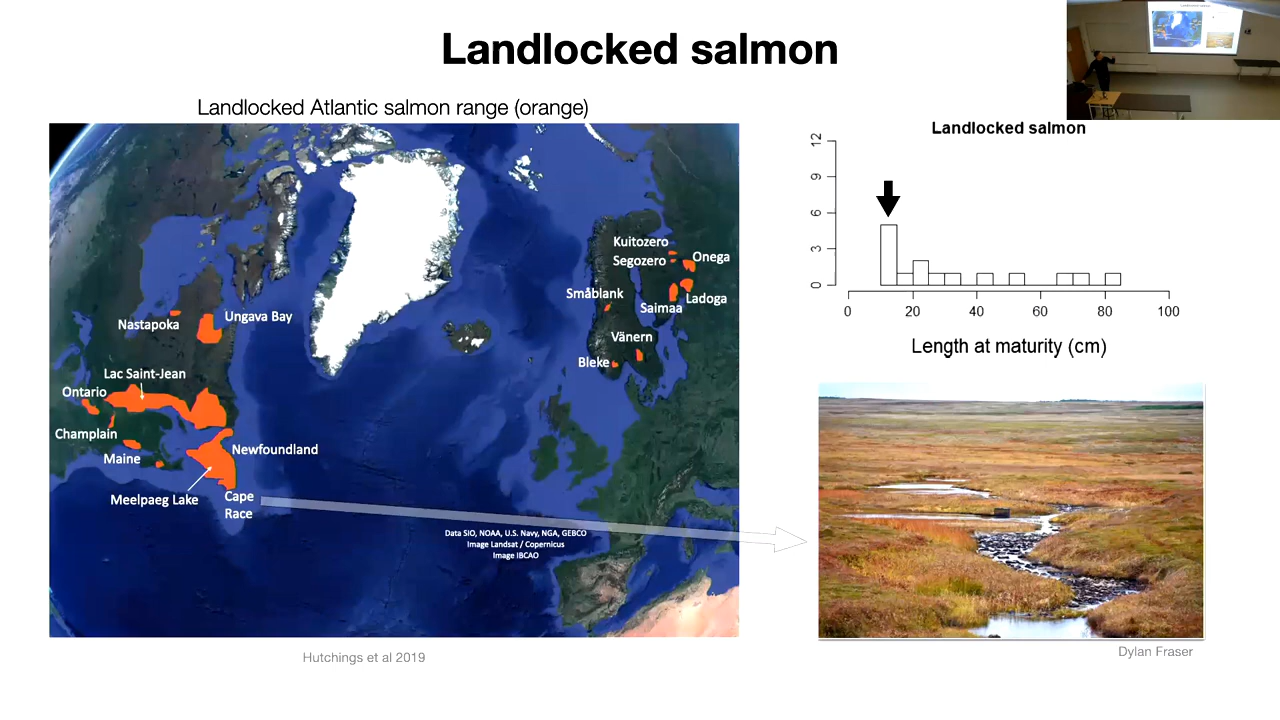 Landlocked salmon
Landlocked Atlantic salmon range (orange)
Kuitozero
Segozero
Onega
Småblank
Saimaa
Ladoga
Nastapoka
Ungava Bay
Vänern
Bleke
Lac Saint-Jean
Ontario
Champlain
Maine
Newfoundland
Meelpaeg Lake
Cape
Race
Data SIO, NOAA, U.S. Navy, NGA, GEBCO
Image Landsat / Copernicus
Image IBCAO
Hutchings et al 2019
Landlocked salmon
12
9
6
3
0
0 20 40 60 80 100
Length at maturity (cm)
Dylan Fraser